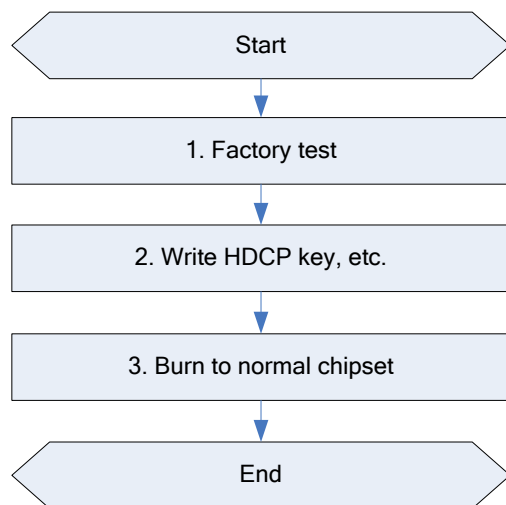 Start
1. Factory test
2. Write HDCP key, etc.
3. Burn to normal chipset
End